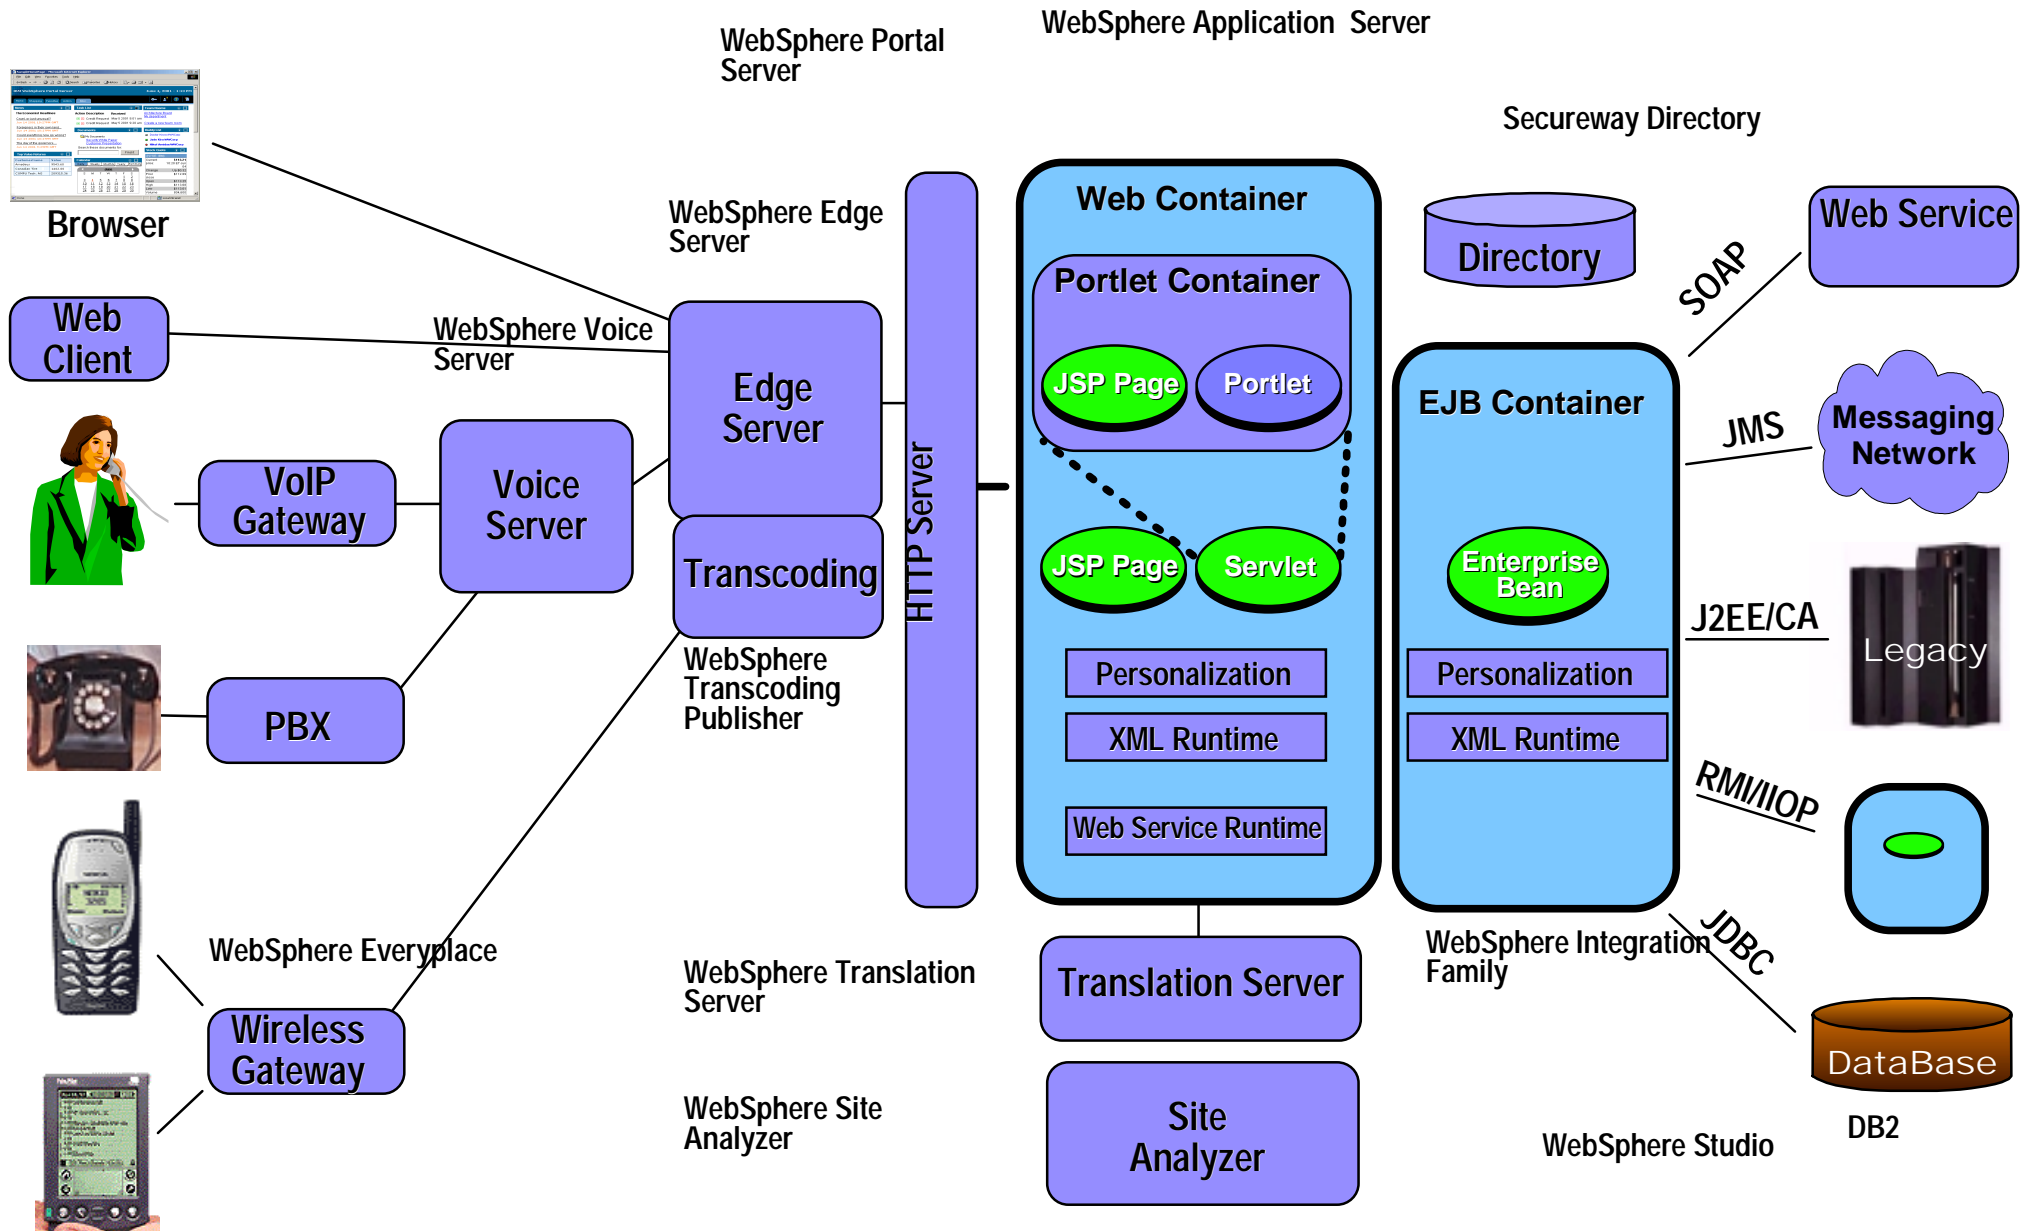 WebSphere Application Server
WebSphere Portal
Server
Secureway Directory
Browser
WebSphere Edge
Server
Web Container
Directory
Web Service
SOAP
Portlet Container
Web
Client
WebSphere Voice
Server
JSP Page
Portlet
Edge
Server
EJB Container
JMS
Messaging
Network
VoIP
Gateway
Voice
Server
HTTP Server
Transcoding
JSP Page
Servlet
Enterprise
Bean
J2EE/CA
Legacy
WebSphere
Transcoding
Publisher
Personalization
Personalization
PBX
XML Runtime
XML Runtime
RMI/IIOP
Web Service Runtime
WebSphere Everyplace
WebSphere Translation
Server
Translation Server
WebSphere Integration
Family
JDBC
Wireless
Gateway
DataBase
WebSphere Site
Analyzer
Site
Analyzer
WebSphere Studio
DB2